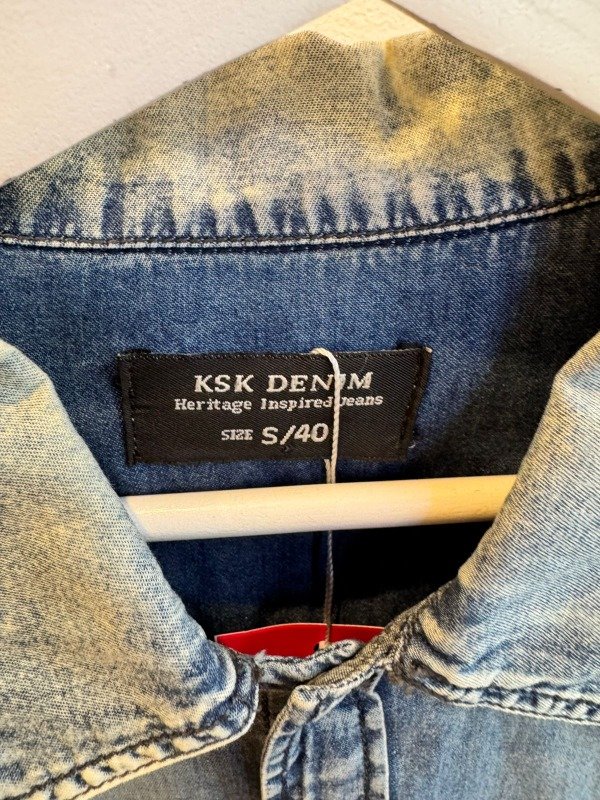 KSK DENIM
Heritage Inspired Jeans
SIZE S/40